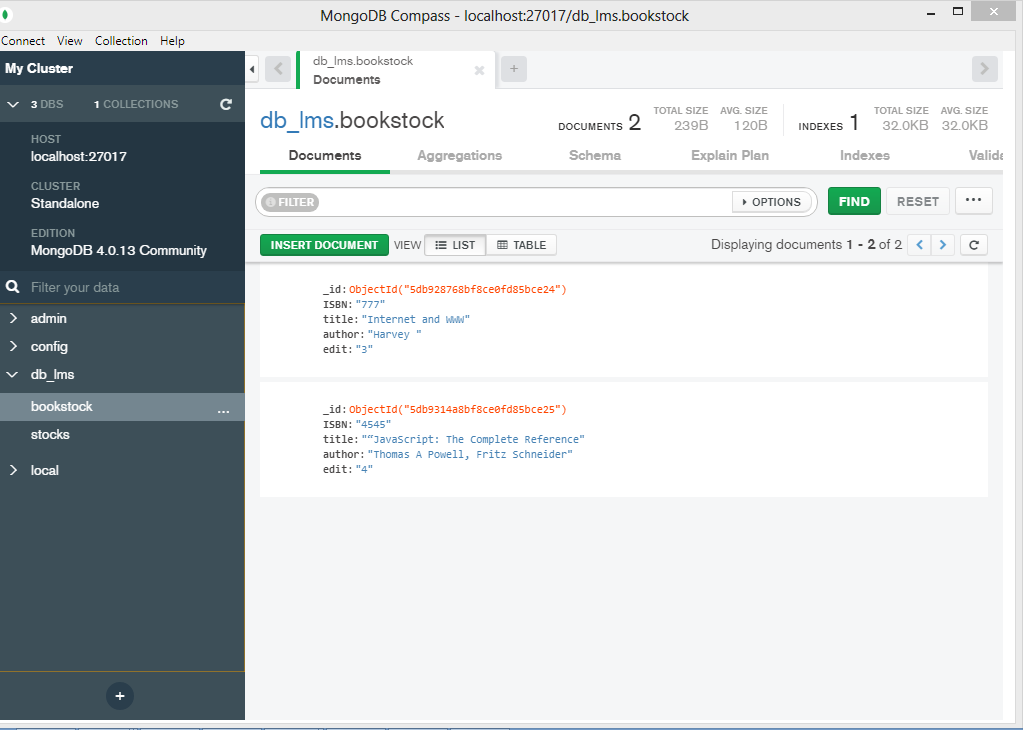 MongoDB Compass - localhost:27017/db_lms.bookstock
Connect View Collection Help
My Cluster
3 DBS 1 COLLECTIONS
HOST
localhost:27017
CLUSTER
Standalone
EDITION
MongoDB 4.0.13 Community
Filter your data
admin
config
db_lms
bookstock ...
stocks
local
+
db_lms.bookstock
Documents
+
db_lms.bookstock
DOCUMENTS 2 TOTAL SIZE 239B AVG. SIZE 120B INDEXES 1 TOTAL SIZE 32.0KB AVG. SIZE 32.0KB
Documents Aggregations Schema Explain Plan Indexes Valida
FILTER OPTIONS FIND RESET ...
INSERT DOCUMENT VIEW LIST TABLE Displaying documents 1 - 2 of 2
_id: ObjectId("5db928768bf8ce0fd85bce24")
ISBN: "777"
title: "Internet and WWW"
author: "Harvey "
edit: "3"
_id: ObjectId("5db9314a8bf8ce0fd85bce25")
ISBN: "4545"
title: "“JavaScript: The Complete Reference"
author: "Thomas A Powell, Fritz Schneider"
edit: "4"